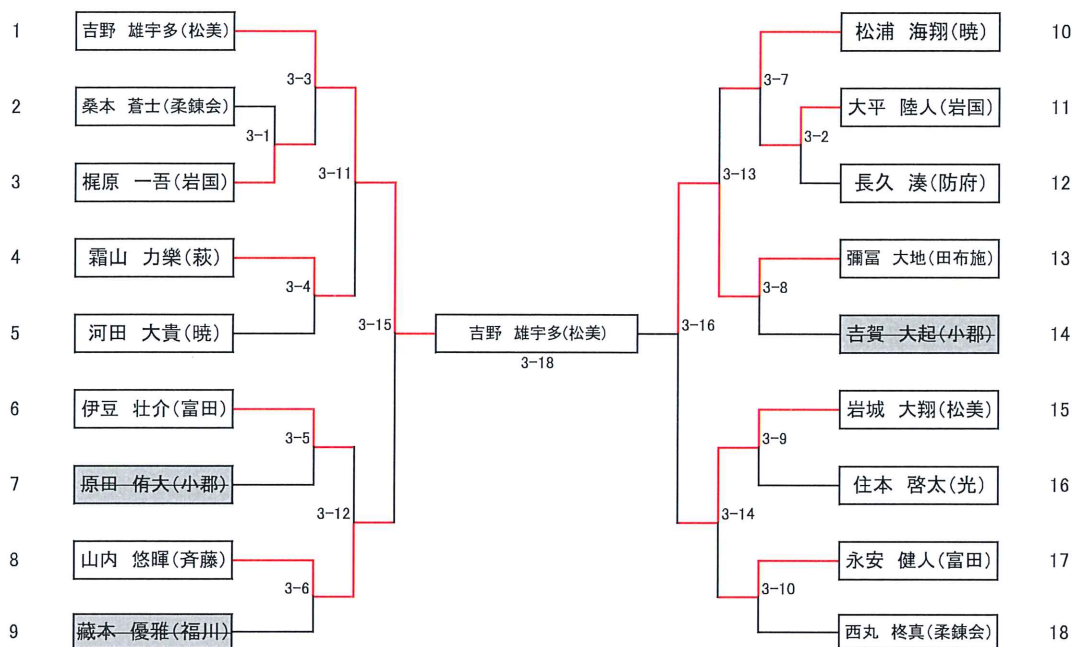 1 吉野 雄宇多(松美)
2 桑本 蒼士(柔錬会)
3 梶原 一吾(岩国)
4 霜山 力樂(萩)
5 河田 大貴(暁)
6 伊豆 壮介(富田)
7 原田 侑大(小郡)
8 山内 悠暉(斉藤)
9 藏本 優雅(福川)
3-3
3-1
3-11
3-4
3-15
3-5
3-12
3-6
吉野 雄宇多(松美)
3-18
3-7
3-2
3-13
3-8
3-16
3-9
3-14
3-10
松浦 海翔(暁) 10
大平 陸人(岩国) 11
長久 湊(防府) 12
彌冨 大地(田布施) 13
吉賀 大起(小郡) 14
岩城 大翔(松美) 15
住本 啓太(光) 16
永安 健人(富田) 17
西丸 柊真(柔錬会) 18